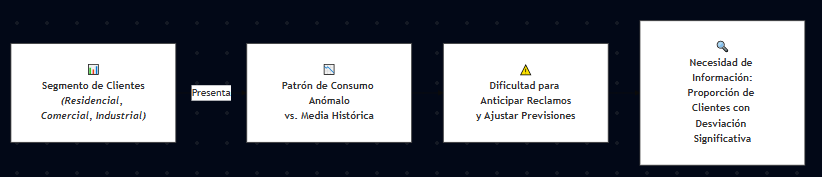 Segmento de Clientes
(Residencial,
Comercial, Industrial)
Presenta
Patrón de Consumo
Anómalo
vs. Media Histórica
Dificultad para
Anticipar Reclamos
y Ajustar Previsiones
Necesidad de
Información:
Proporción de
Clientes con
Desviación
Significativa